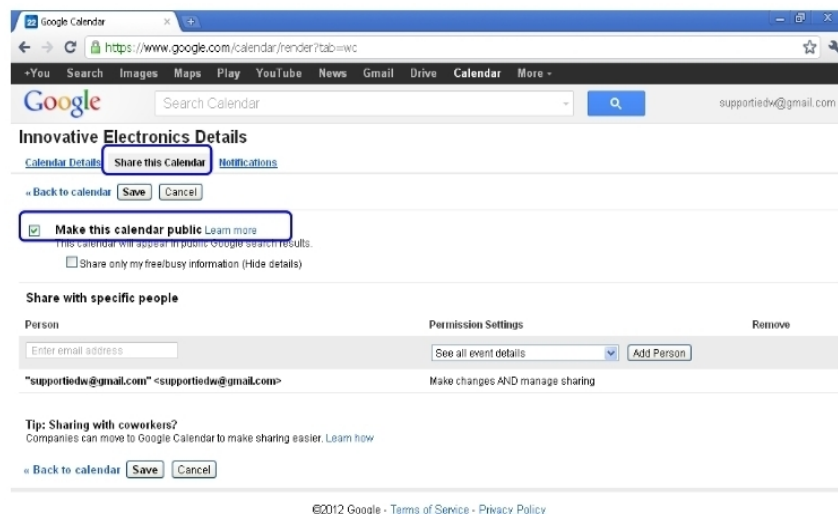 22 Google Calendar
https://www.google.com/calendar/render?tab=wc
+You Search Images Maps Play YouTube News Gmail Drive Calendar More
Google Search Calendar supportiedw@gmail.com
Innovative Electronics Details
Calendar Details Share this Calendar Notifications
« Back to calendar Save Cancel
Make this calendar public Learn more
This calendar will appear in public Google search results.
Share only my free/busy information (Hide details)
Share with specific people
Person Permission Settings Remove
Enter email address See all event details Add Person
"supportiedw@gmail.com" <supportiedw@gmail.com> Make changes AND manage sharing
Tip: Sharing with coworkers?
Companies can move to Google Calendar to make sharing easier. Learn how
« Back to calendar Save Cancel
©2012 Google - Terms of Service - Privacy Policy